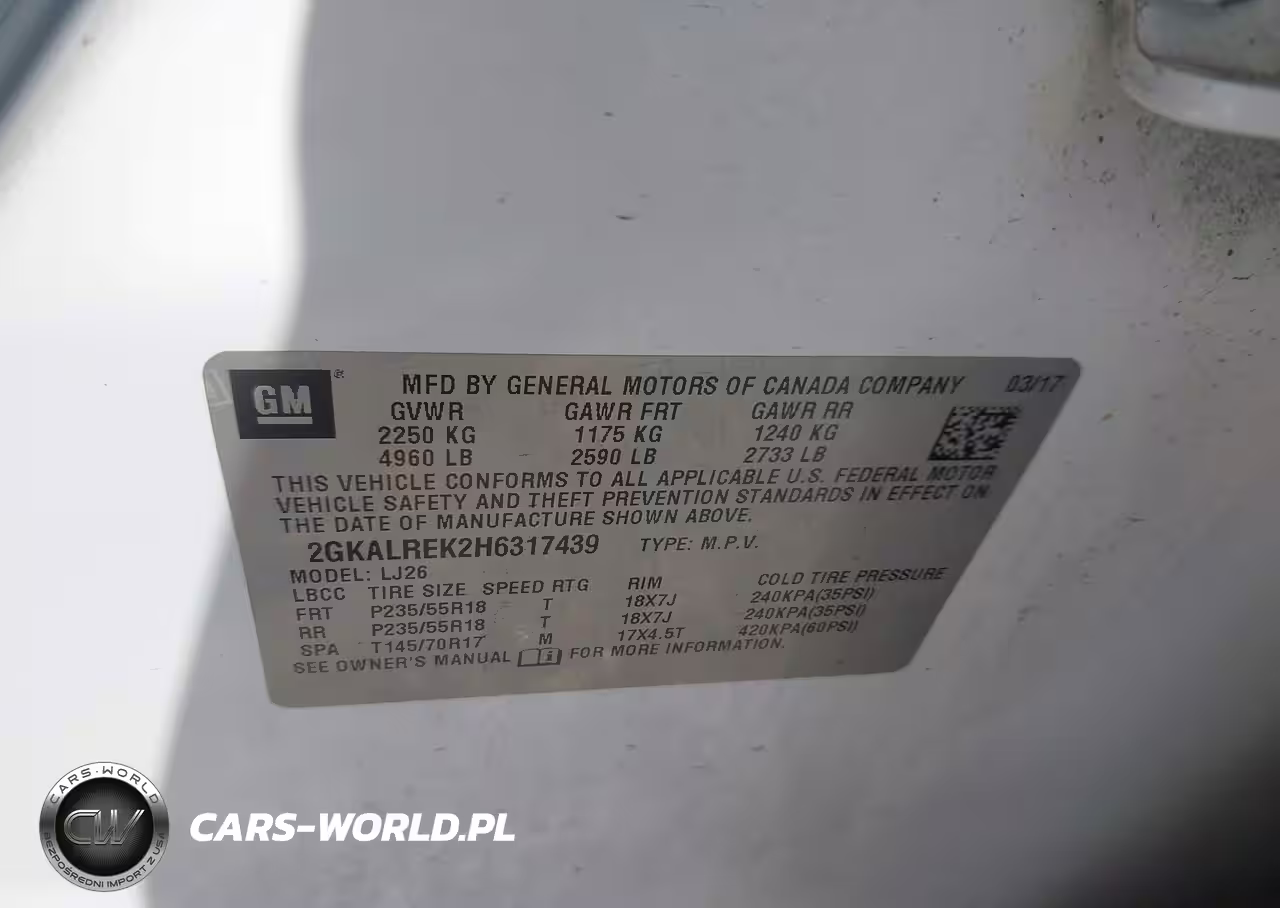 GM
MFD BY GENERAL MOTORS OF CANADA COMPANY 03/17
GVWR GAWR FRT GAWR RR
2250 KG 1175 KG 1240 KG
4960 LB 2590 LB 2733 LB
THIS VEHICLE CONFORMS TO ALL APPLICABLE U.S. FEDERAL MOTOR
VEHICLE SAFETY AND THEFT PREVENTION STANDARDS IN EFFECT ON
THE DATE OF MANUFACTURE SHOWN ABOVE.
2GKALREK2H6317439 TYPE: M.P.V.
MODEL: LJ26
LBCC TIRE SIZE SPEED RTG RIM COLD TIRE PRESSURE
FRT P235/55R18 T 18X7J 240KPA(35PSI)
RR P235/55R18 T 18X7J 240KPA(35PSI)
SPA T145/70R17 M 17X4.5T 420KPA(60PSI)
SEE OWNER'S MANUAL FOR MORE INFORMATION.
CARS-WORLD
CW
BEZPOŚREDNI IMPORT Z USA
CARS-WORLD.PL